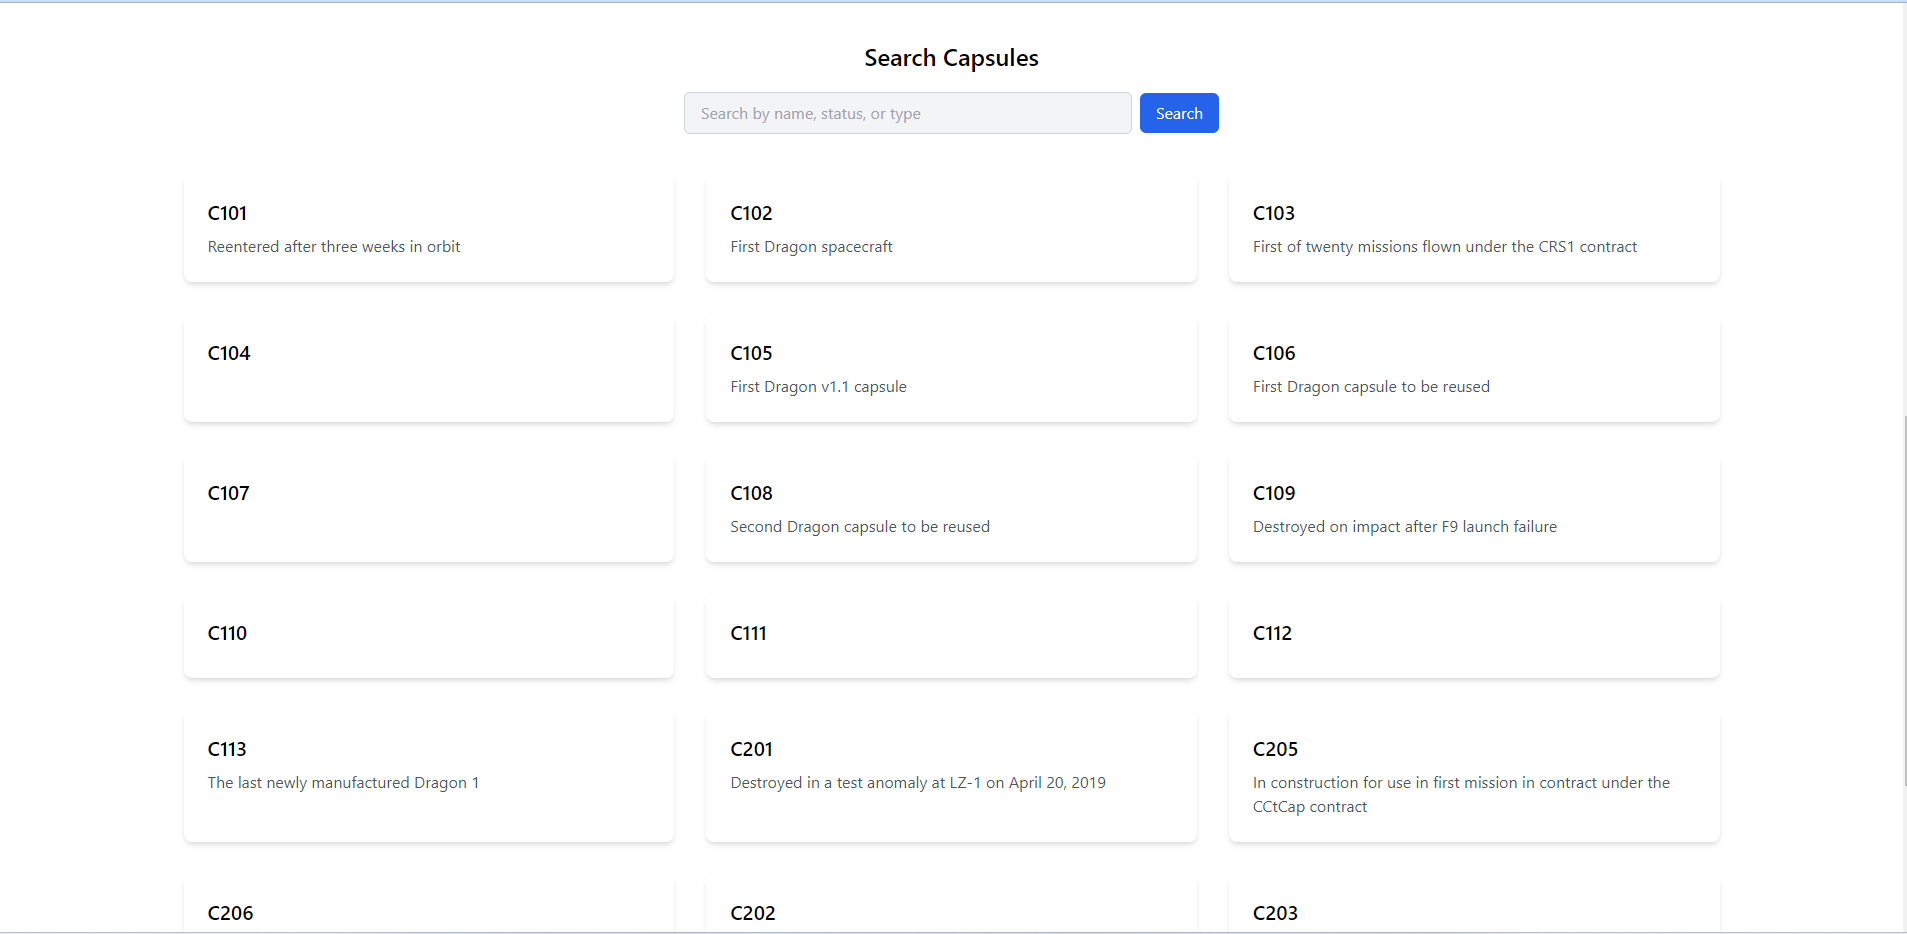 Search Capsules
Search by name, status, or type
Search
C101
Reentered after three weeks in orbit
C102
First Dragon spacecraft
C103
First of twenty missions flown under the CRS1 contract
C104
C105
First Dragon v1.1 capsule
C106
First Dragon capsule to be reused
C107
C108
Second Dragon capsule to be reused
C109
Destroyed on impact after F9 launch failure
C110
C111
C112
C113
The last newly manufactured Dragon 1
C201
Destroyed in a test anomaly at LZ-1 on April 20, 2019
C205
In construction for use in first mission in contract under the
CCtCap contract
C206
C202
C203